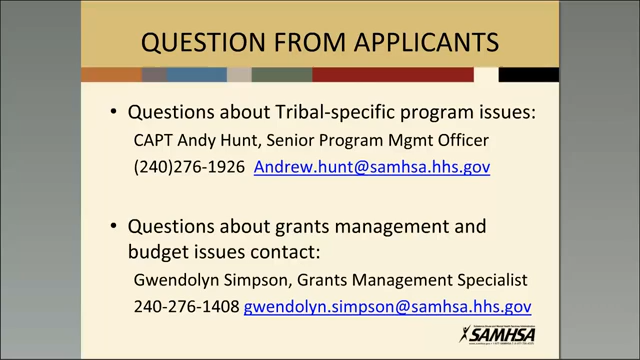 QUESTION FROM APPLICANTS
• Questions about Tribal-specific program issues:
CAPT Andy Hunt, Senior Program Mgmt Officer
(240)276-1926 Andrew.hunt@samhsa.hhs.gov
• Questions about grants management and
budget issues contact:
Gwendolyn Simpson, Grants Management Specialist
240-276-1408 gwendolyn.simpson@samhsa.hhs.gov
SAMHSA